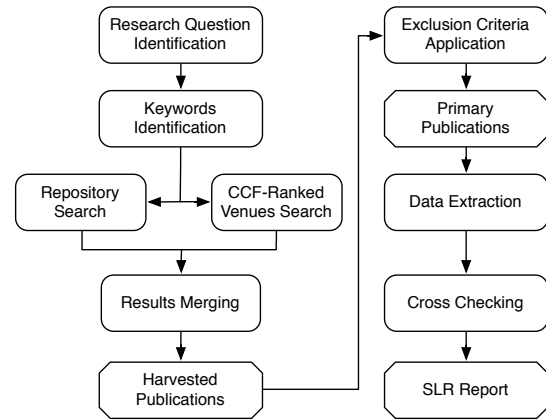 Research Question
Identification
Keywords
Identification
Repository
Search
CCF-Ranked
Venues Search
Results Merging
Harvested
Publications
Exclusion Criteria
Application
Primary
Publications
Data Extraction
Cross Checking
SLR Report